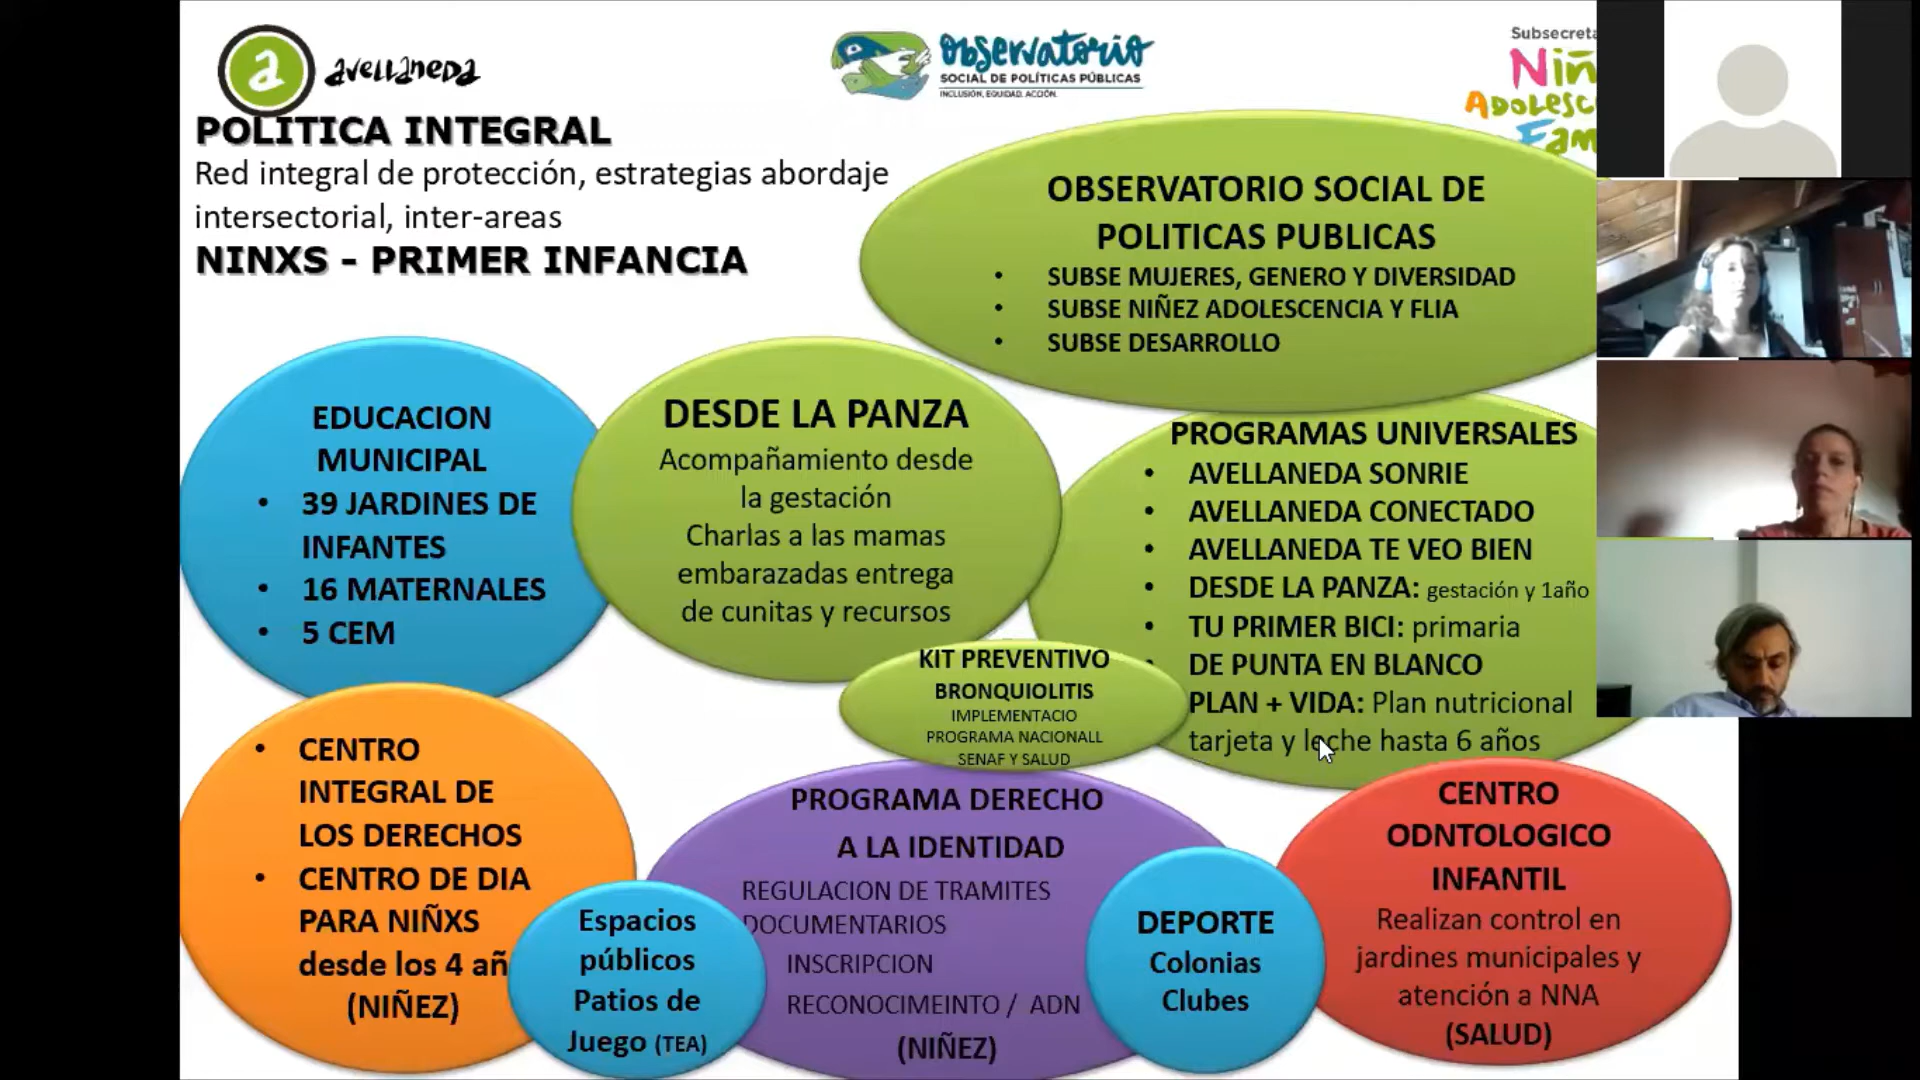 a avellaneda
Observatorio
SOCIAL DE POLÍTICAS PÚBLICAS
INCLUSIÓN, EQUIDAD, ACCIÓN.
POLITICA INTEGRAL
Red integral de protección, estrategias abordaje
intersectorial, inter-areas
NINXS - PRIMER INFANCIA
OBSERVATORIO SOCIAL DE
POLITICAS PUBLICAS
• SUBSE MUJERES, GENERO Y DIVERSIDAD
• SUBSE NIÑEZ ADOLESCENCIA Y FLIA
• SUBSE DESARROLLO
EDUCACION
MUNICIPAL
• 39 JARDINES DE
INFANTES
• 16 MATERNALES
• 5 CEM
DESDE LA PANZA
Acompañamiento desde
la gestación
Charlas a las mamas
embarazadas entrega
de cunitas y recursos
PROGRAMAS UNIVERSALES
• AVELLANEDA SONRIE
• AVELLANEDA CONECTADO
• AVELLANEDA TE VEO BIEN
• DESDE LA PANZA: gestación y 1año
• TU PRIMER BICI: primaria
• DE PUNTA EN BLANCO
PLAN + VIDA: Plan nutricional
tarjeta y leche hasta 6 años
KIT PREVENTIVO
BRONQUIOLITIS
IMPLEMENTACIO
PROGRAMA NACIONALL
SENAF Y SALUD
• CENTRO
INTEGRAL DE
LOS DERECHOS
• CENTRO DE DIA
PARA NIÑXS
desde los 4 añ
(NIÑEZ)
Espacios
públicos
Patios de
Juego (TEA)
PROGRAMA DERECHO
A LA IDENTIDAD
REGULACION DE TRAMITES
DOCUMENTARIOS
INSCRIPCION
RECONOCIMEINTO / ADN
(NIÑEZ)
DEPORTE
Colonias
Clubes
CENTRO
ODNTOLOGICO
INFANTIL
Realizan control en
jardines municipales y
atención a NNA
(SALUD)